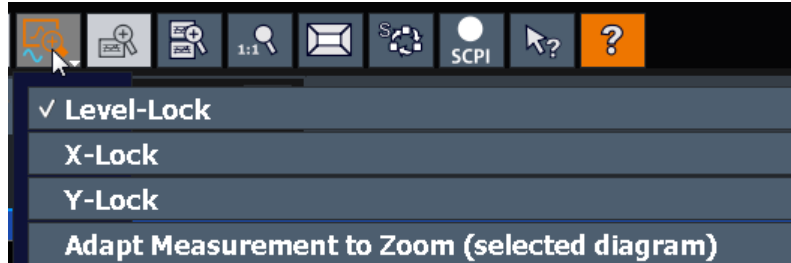 1:1
S
SCPI
?
?
✓ Level-Lock
X-Lock
Y-Lock
Adapt Measurement to Zoom (selected diagram)